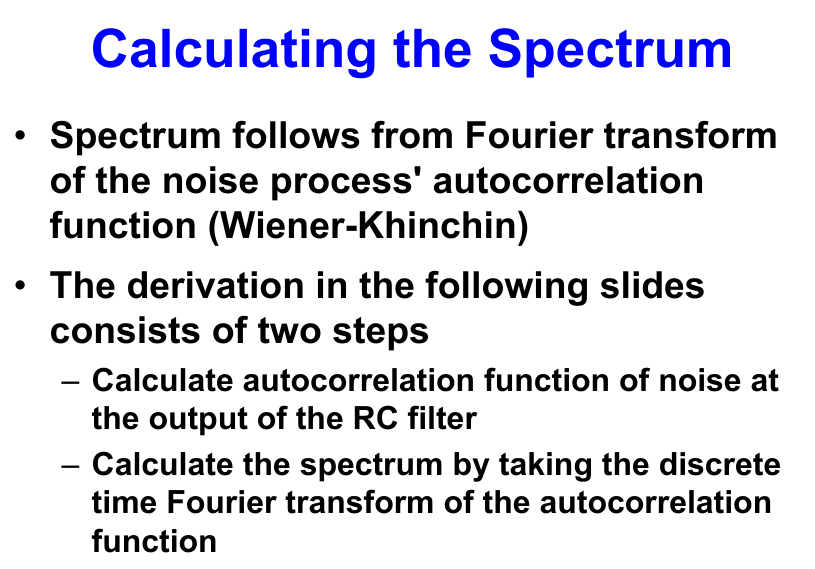 Calculating the Spectrum
• Spectrum follows from Fourier transform
of the noise process' autocorrelation
function (Wiener-Khinchin)
• The derivation in the following slides
consists of two steps
– Calculate autocorrelation function of noise at
the output of the RC filter
– Calculate the spectrum by taking the discrete
time Fourier transform of the autocorrelation
function